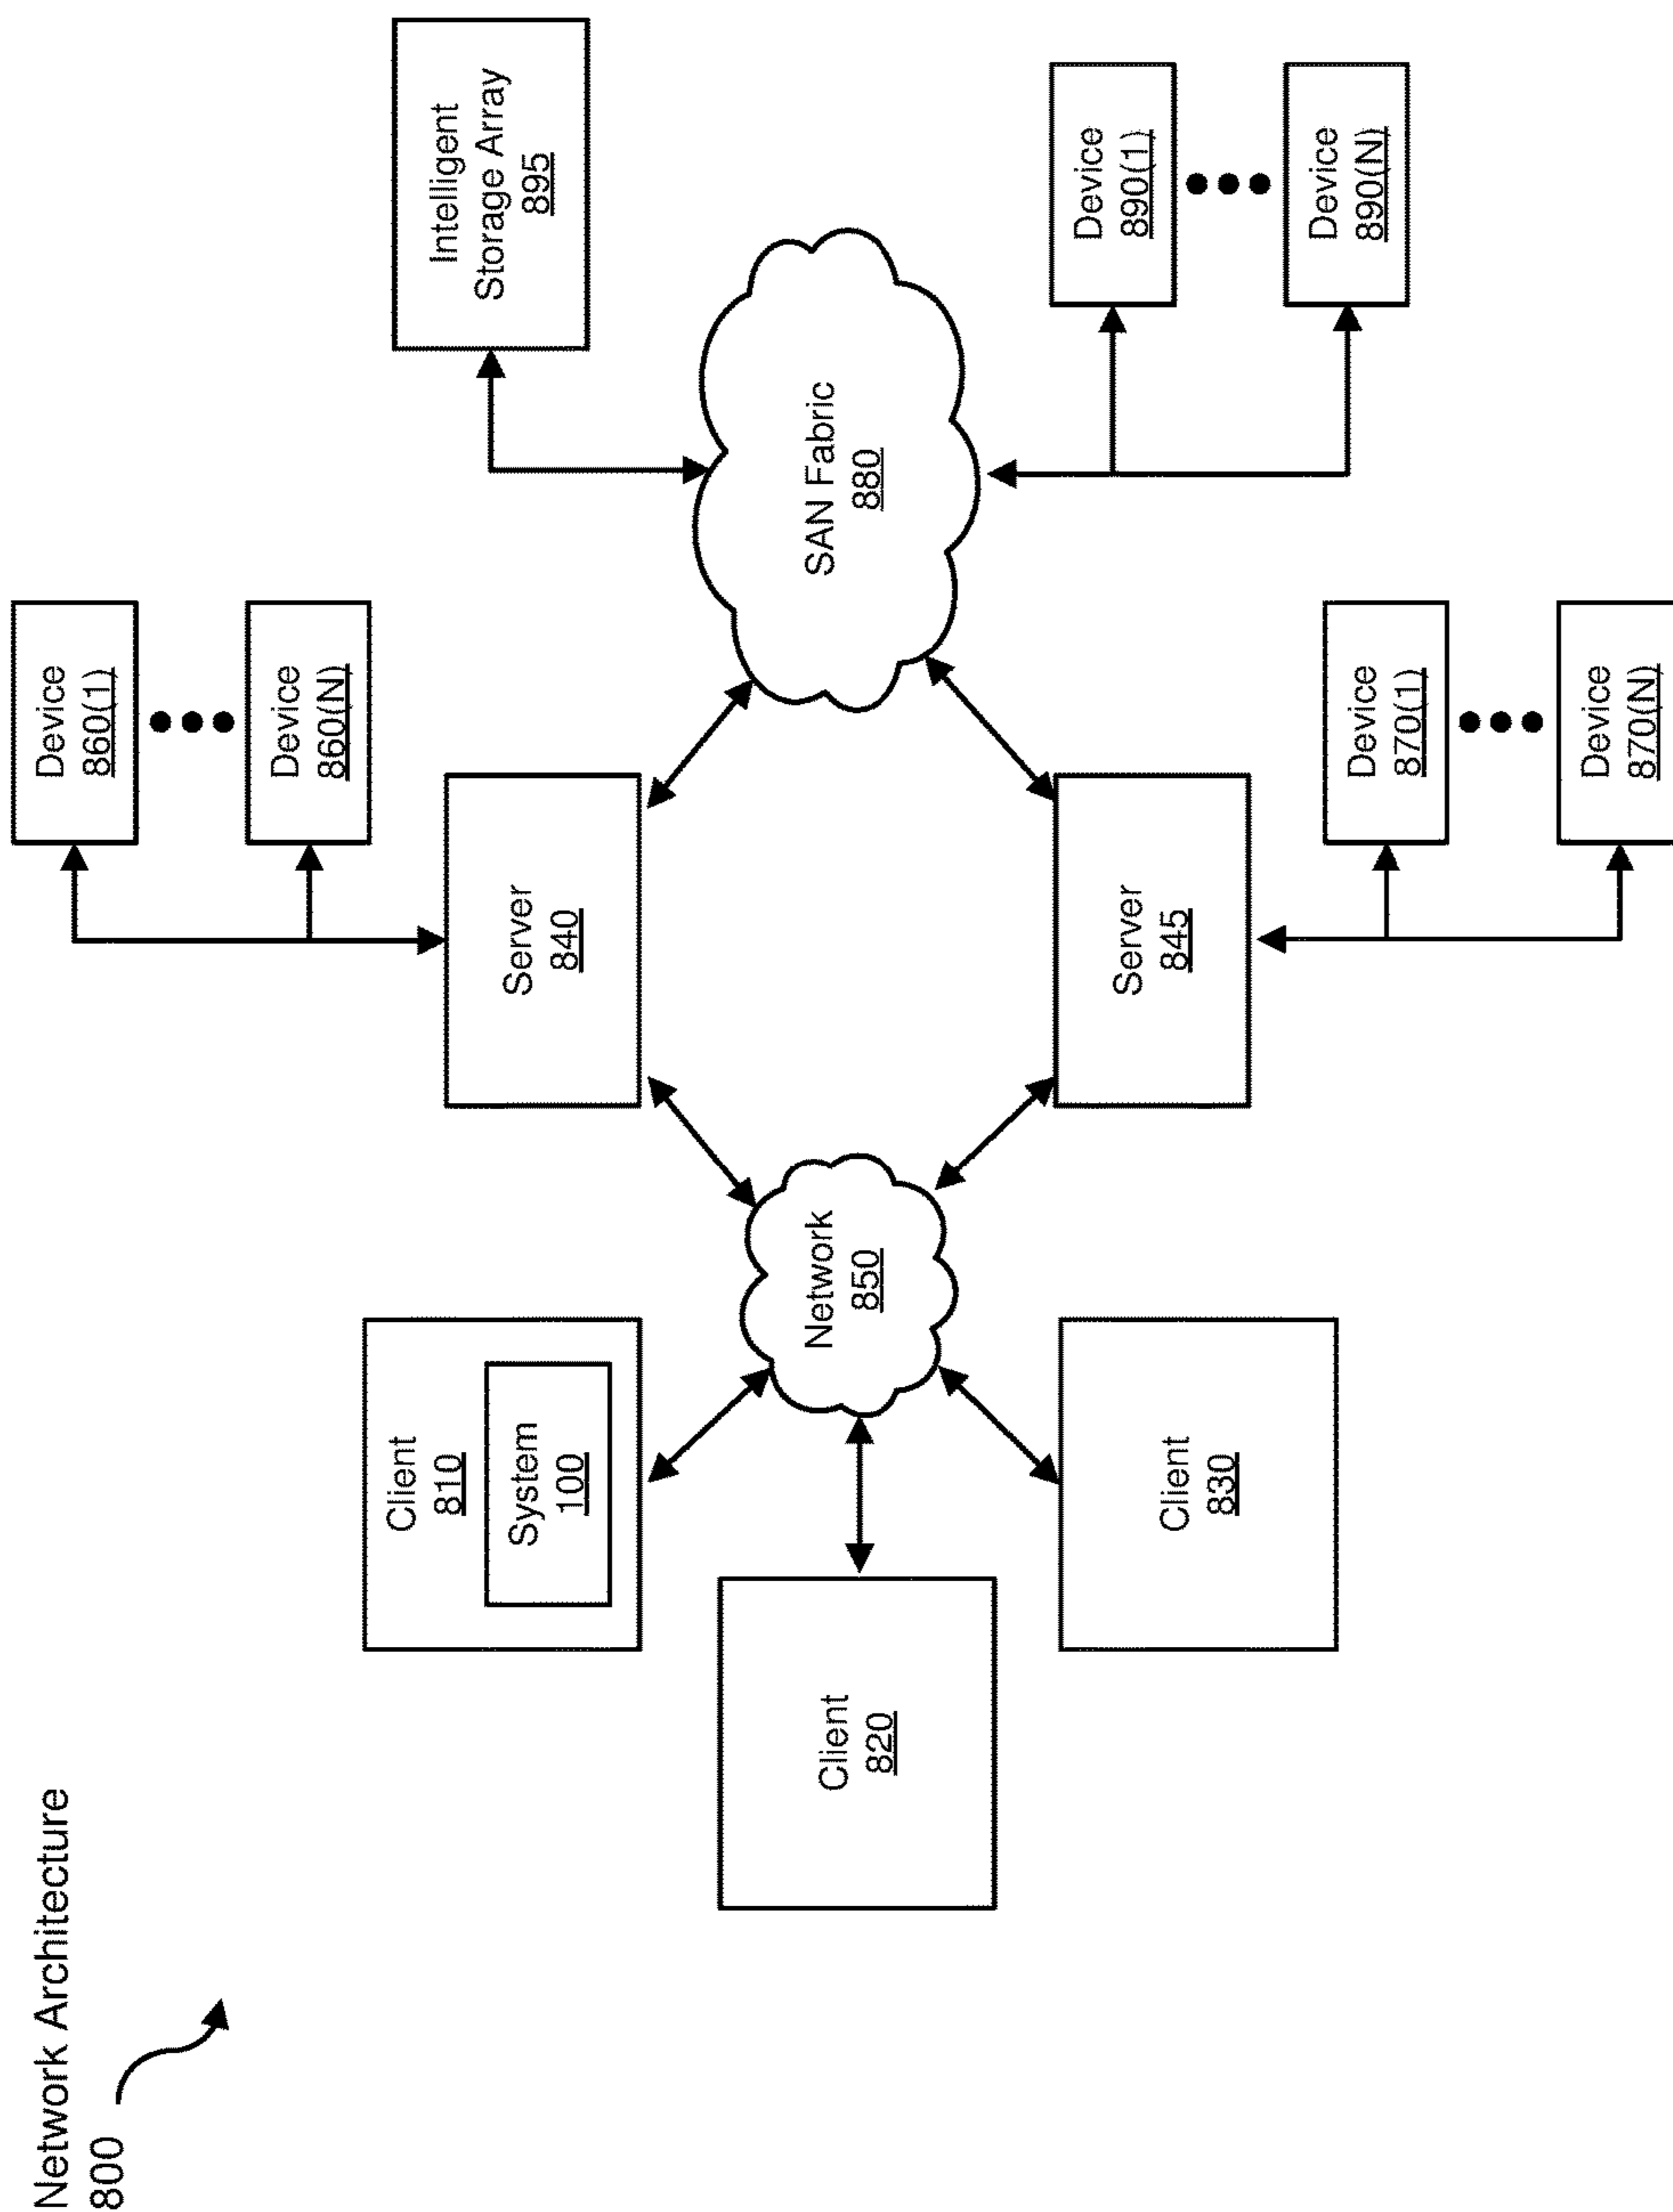 Network Architecture
800
Device
860(1)
Device
860(N)
Intelligent
Storage Array
895
Client
810
System
100
Server
840
Client
820
Network
850
SAN Fabric
880
Client
830
Server
845
Device
890(1)
Device
890(N)
Device
870(1)
Device
870(N)